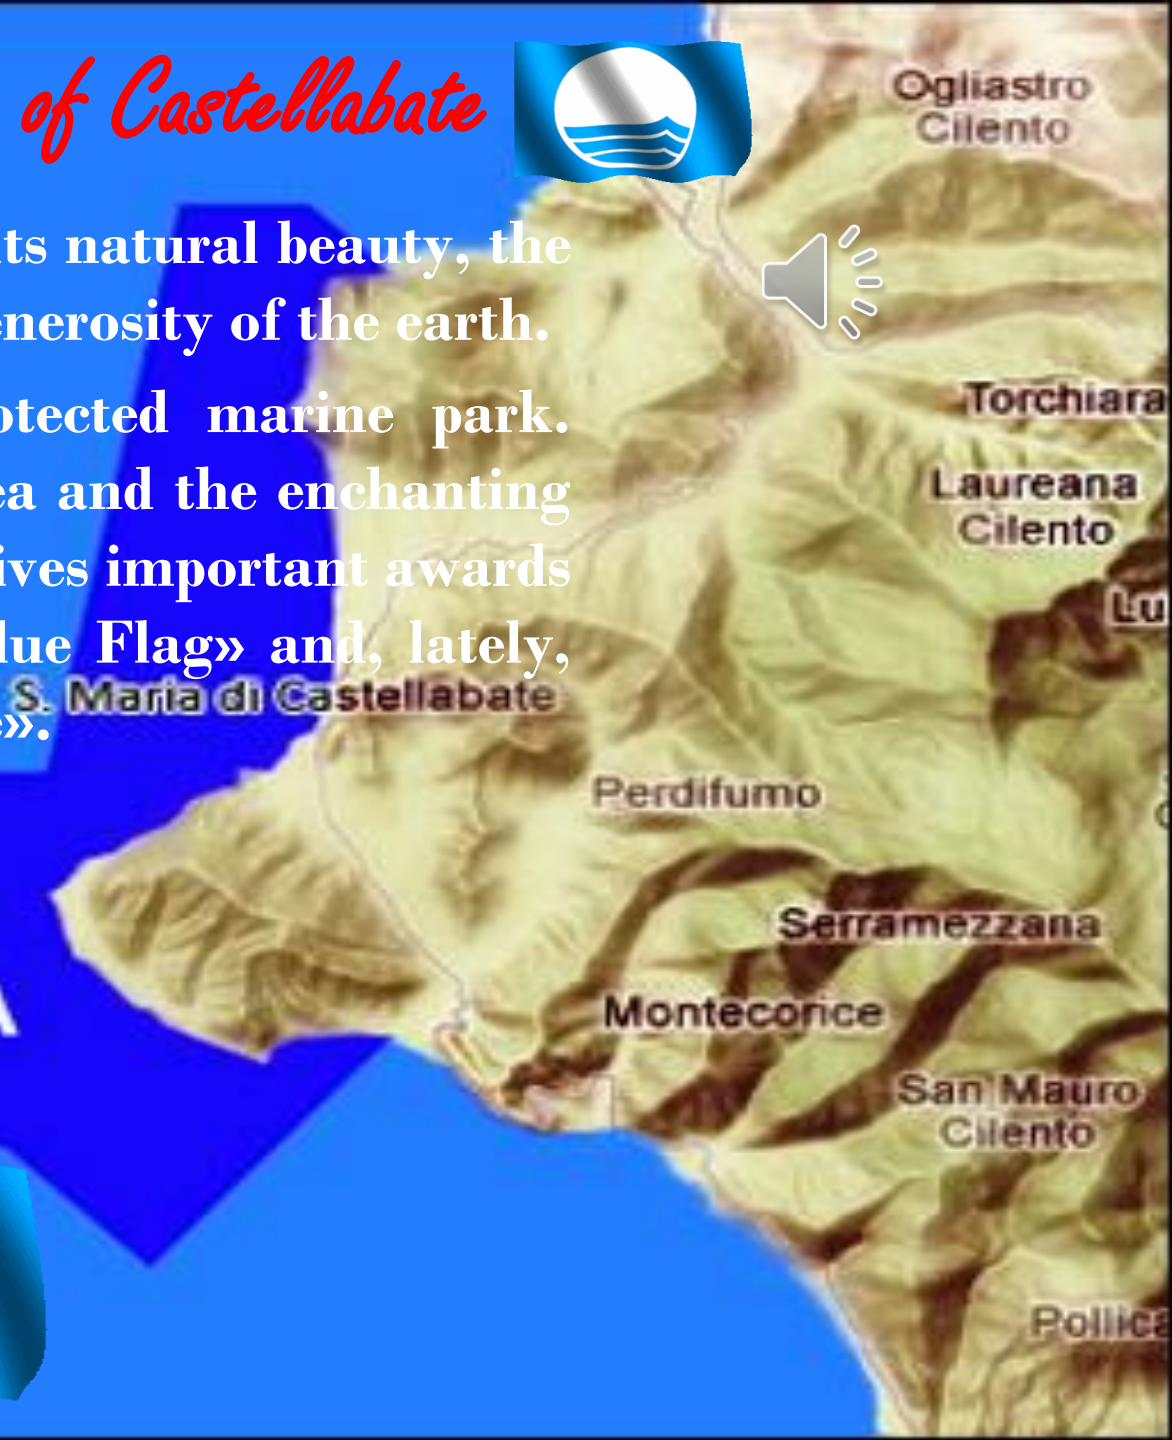 of Castellabate
Ogliastro
Cilento
its natural beauty, the
enerosity of the earth.
otected marine park.
ea and the enchanting
ives important awards
lue Flag» and, lately,
e».
Torchiara
Laureana
Cilento
Lu
S. Maria di Castellabate
Perdifumo
Serramezzana
Montecorice
San Mauro
Cilento
Pollica
A